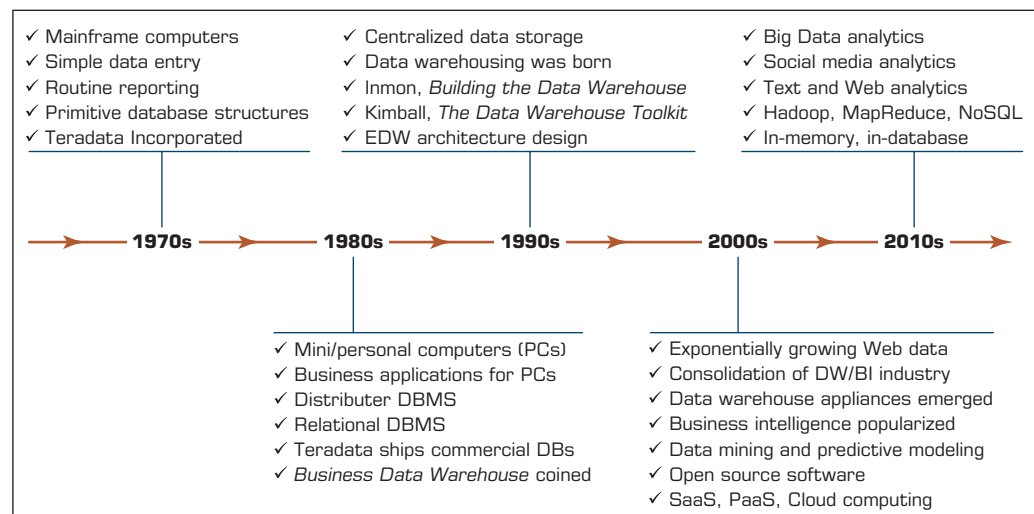 ✓ Mainframe computers
✓ Simple data entry
✓ Routine reporting
✓ Primitive database structures
✓ Teradata Incorporated
✓ Centralized data storage
✓ Data warehousing was born
✓ Inmon, Building the Data Warehouse
✓ Kimball, The Data Warehouse Toolkit
✓ EDW architecture design
✓ Big Data analytics
✓ Social media analytics
✓ Text and Web analytics
✓ Hadoop, MapReduce, NoSQL
✓ In-memory, in-database
1970s 1980s 1990s 2000s 2010s
✓ Mini/personal computers (PCs)
✓ Business applications for PCs
✓ Distributer DBMS
✓ Relational DBMS
✓ Teradata ships commercial DBs
✓ Business Data Warehouse coined
✓ Exponentially growing Web data
✓ Consolidation of DW/BI industry
✓ Data warehouse appliances emerged
✓ Business intelligence popularized
✓ Data mining and predictive modeling
✓ Open source software
✓ SaaS, PaaS, Cloud computing